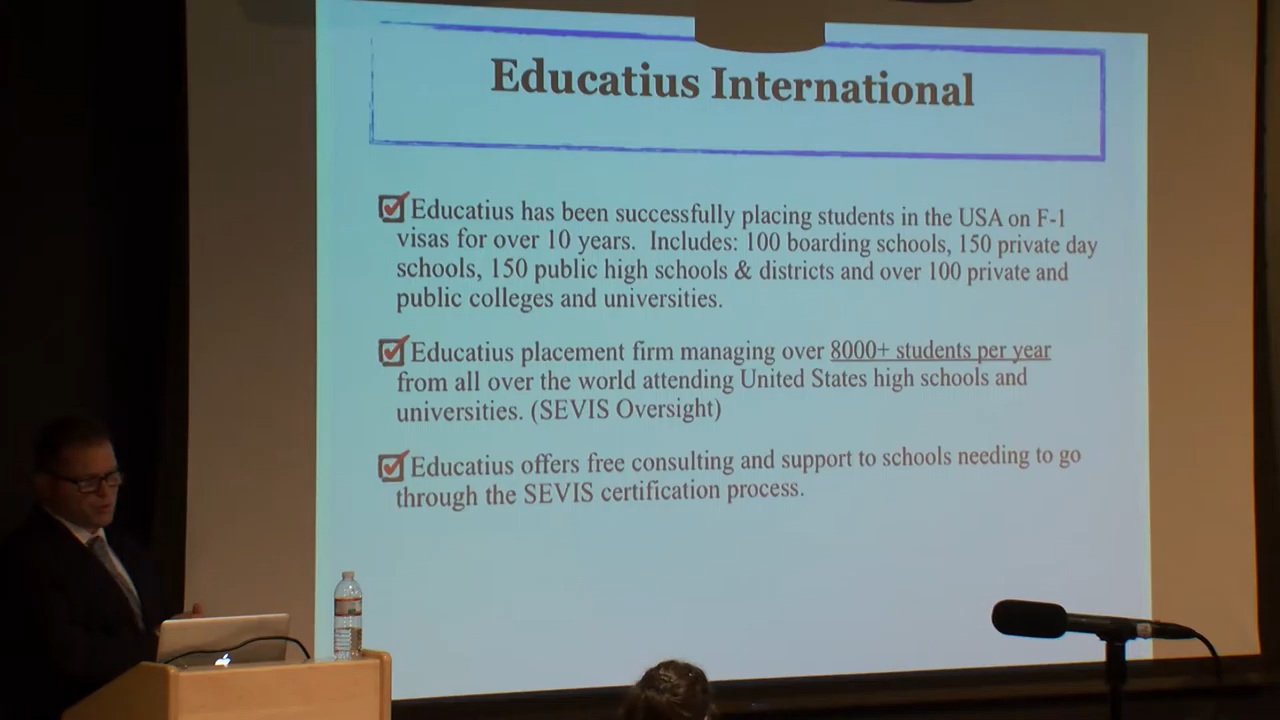 Educatius International
Educatius has been successfully placing students in the USA on F-1
visas for over 10 years. Includes: 100 boarding schools, 150 private day
schools, 150 public high schools & districts and over 100 private and
public colleges and universities.
Educatius placement firm managing over 8000+ students per year
from all over the world attending United States high schools and
universities. (SEVIS Oversight)
Educatius offers free consulting and support to schools needing to go
through the SEVIS certification process.